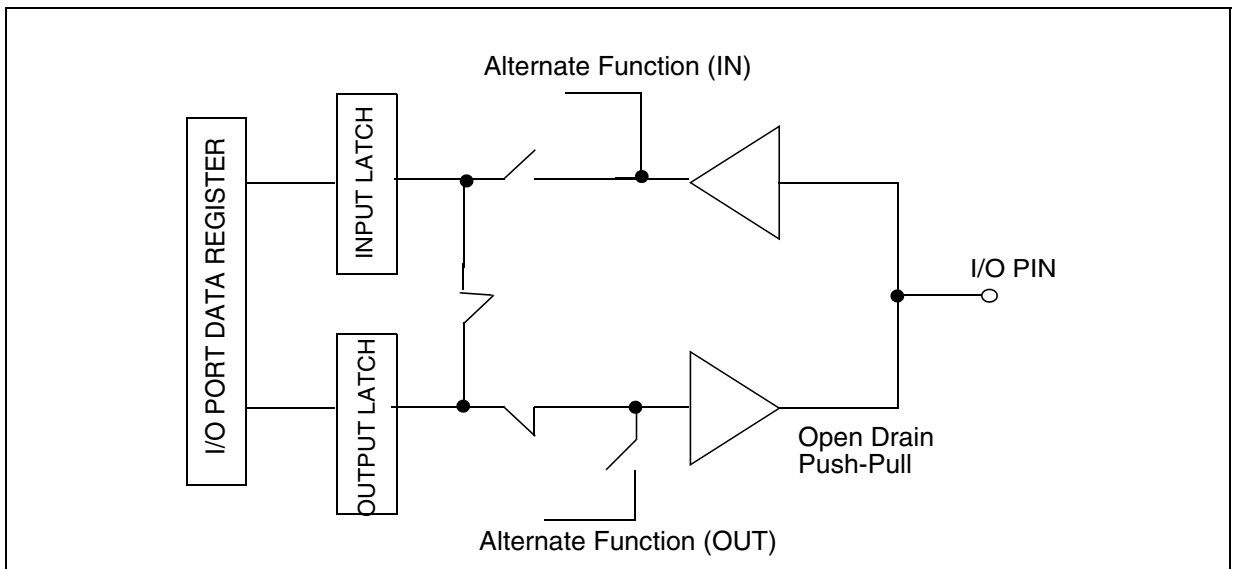 Alternate Function (IN)
I/O PORT DATA REGISTER
INPUT LATCH
I/O PIN
OUTPUT LATCH
Open Drain
Push-Pull
Alternate Function (OUT)